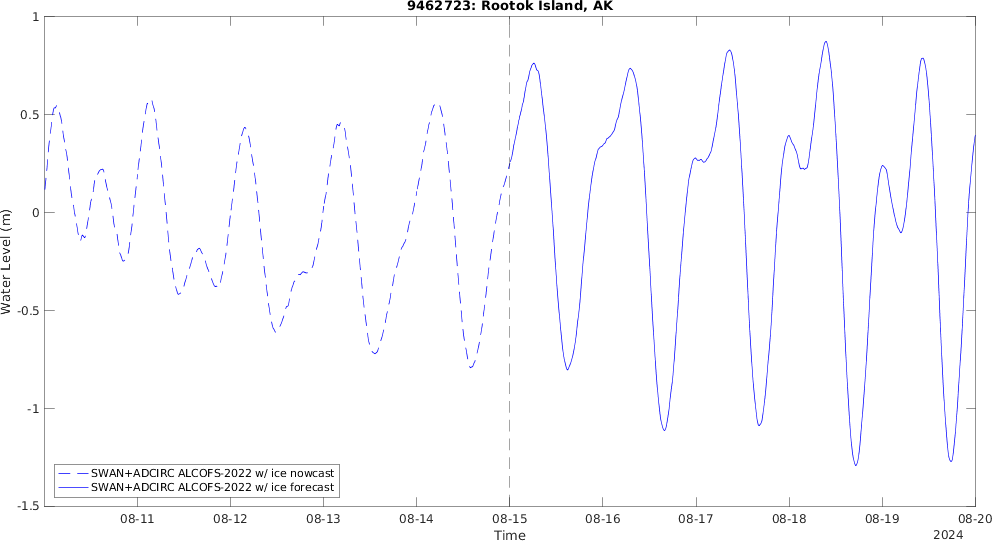 9462723: Rootok Island, AK
1
0.5
0
-0.5
-1
-1.5
Water Level (m)
SWAN+ADCIRC ALCOFS-2022 w/ ice nowcast
SWAN+ADCIRC ALCOFS-2022 w/ ice forecast
08-11 08-12 08-13 08-14 08-15 08-16 08-17 08-18 08-19 08-20
Time
2024